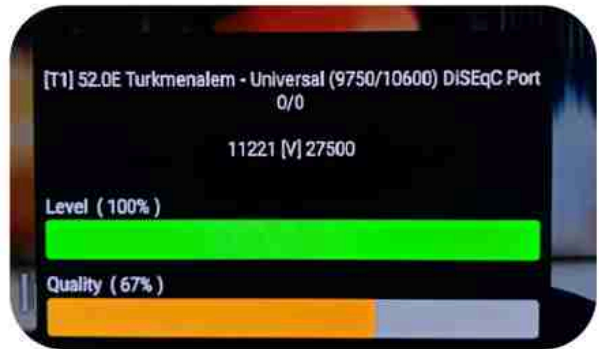 [T1] 52.0E Turkmenalem - Universal (9750/10600) DiSEqC Port
0/0
11221 [V] 27500
Level ( 100% )
Quality ( 67% )